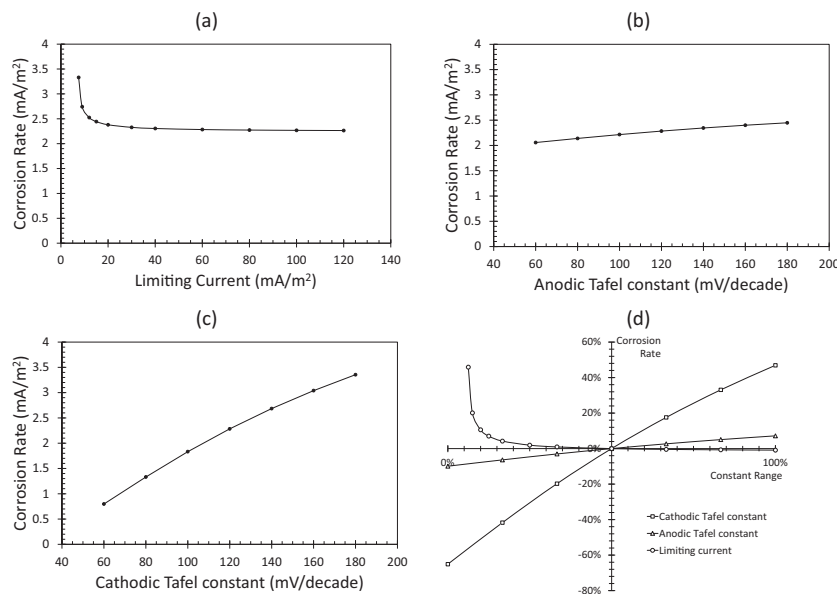 (a)
4
3.5
3
2.5
2
1.5
1
0.5
0
0 20 40 60 80 100 120 140
Corrosion Rate (mA/m²)
Limiting Current (mA/m²)
(b)
4
3.5
3
2.5
2
1.5
1
0.5
0
40 60 80 100 120 140 160 180 200
Corrosion Rate (mA/m²)
Anodic Tafel constant (mV/decade)
(c)
4
3.5
3
2.5
2
1.5
1
0.5
0
40 60 80 100 120 140 160 180 200
Corrosion Rate (mA/m²)
Cathodic Tafel constant (mV/decade)
(d)
60%
Corrosion
Rate
40%
20%
0%
0%
100%
Constant Range
-20%
-40%
-60%
-80%
Cathodic Tafel constant
Anodic Tafel constant
Limiting current